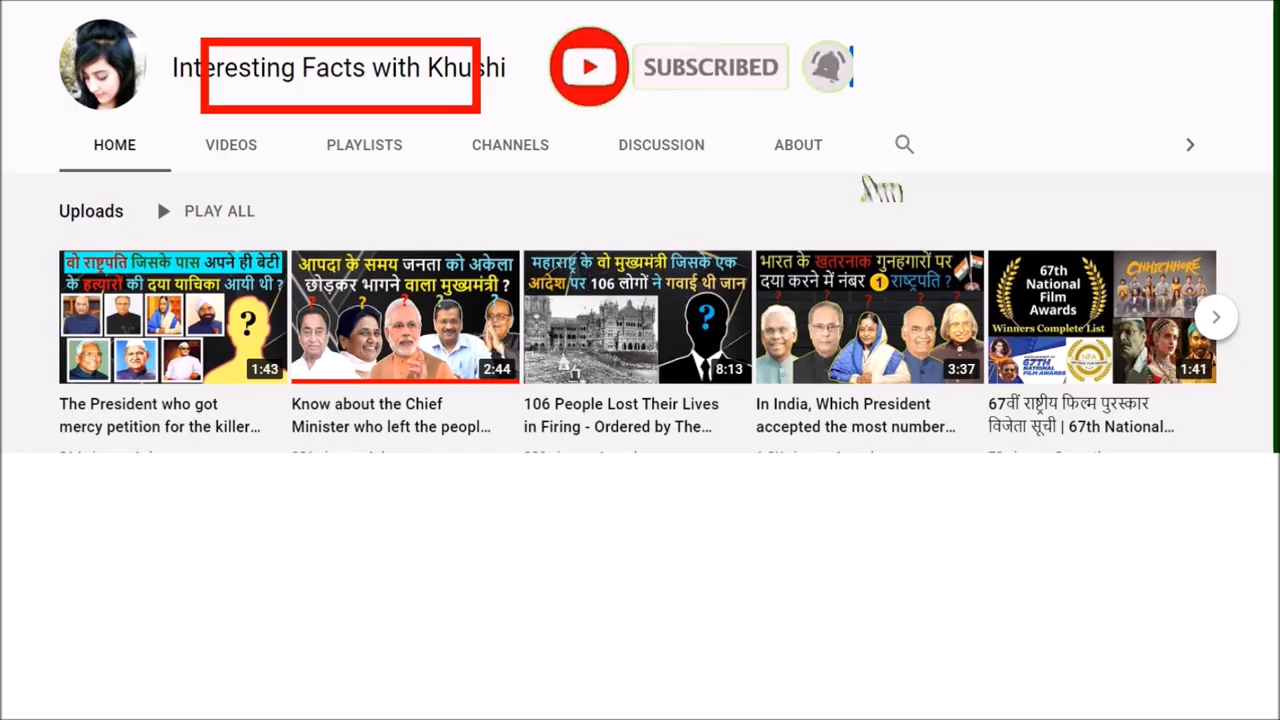 Interesting Facts with Khushi
SUBSCRIBED
HOME
VIDEOS
PLAYLISTS
CHANNELS
DISCUSSION
ABOUT
Uploads
PLAY ALL
वो राष्ट्रपति जिसके पास अपने ही बेटी
के हत्यारों की दया याचिका आयी थी ?
?
1:43
आपदा के समय जनता को अकेला
छोड़कर भागने वाला मुख्यमंत्री ?
2:44
महाराष्ट्र के वो मुख्यमंत्री जिसके एक
आदेश पर 106 लोगों ने गवाई थी जान
?
8:13
भारत के खतरनाक गुनहगारों पर
दया करने में नंबर 1 राष्ट्रपति ?
3:37
67th
National
Film
Awards
Winners Complete List
CHHICHHORE
67TH
NATIONAL
FILM AWARDS
NFA
1:41
The President who got
mercy petition for the killer...
Know about the Chief
Minister who left the peopl...
106 People Lost Their Lives
in Firing - Ordered by The...
In India, Which President
accepted the most number...
67वीं राष्ट्रीय फिल्म पुरस्कार
विजेता सूची | 67th National...